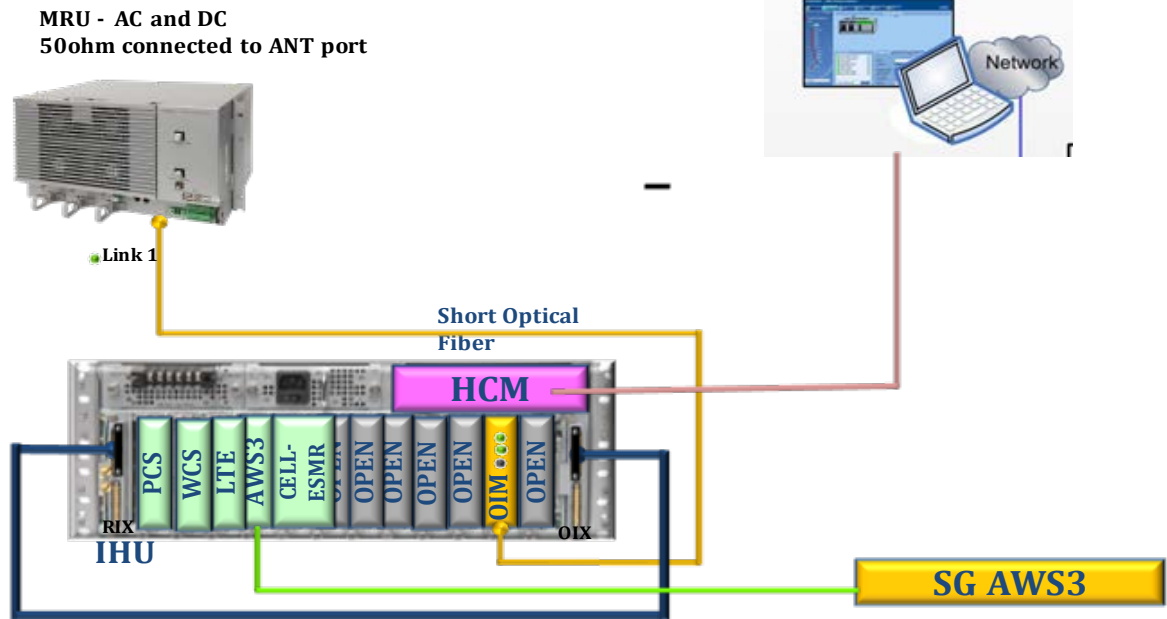 MRU - AC and DC
50ohm connected to ANT port
Network
Link 1
Short Optical
Fiber
HCM
PCS
WCS
LTE
AWS3
CELL-
ESMR
OPEN
OPEN
OPEN
OPEN
OPEN
OIM
OPEN
RIX
OIX
IHU
SG AWS3